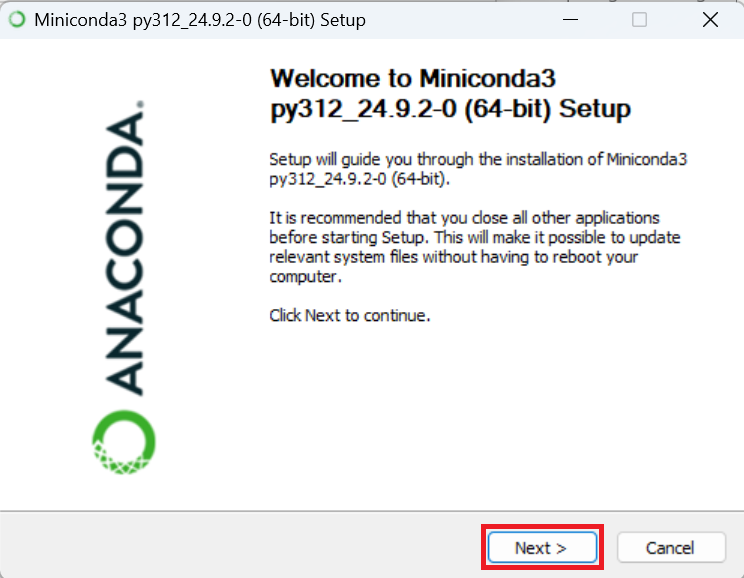 Miniconda3 py312_24.9.2-0 (64-bit) Setup
Welcome to Miniconda3
py312_24.9.2-0 (64-bit) Setup
Setup will guide you through the installation of Miniconda3
py312_24.9.2-0 (64-bit).
It is recommended that you close all other applications
before starting Setup. This will make it possible to update
relevant system files without having to reboot your
computer.
Click Next to continue.
ANACONDA.
Next >
Cancel